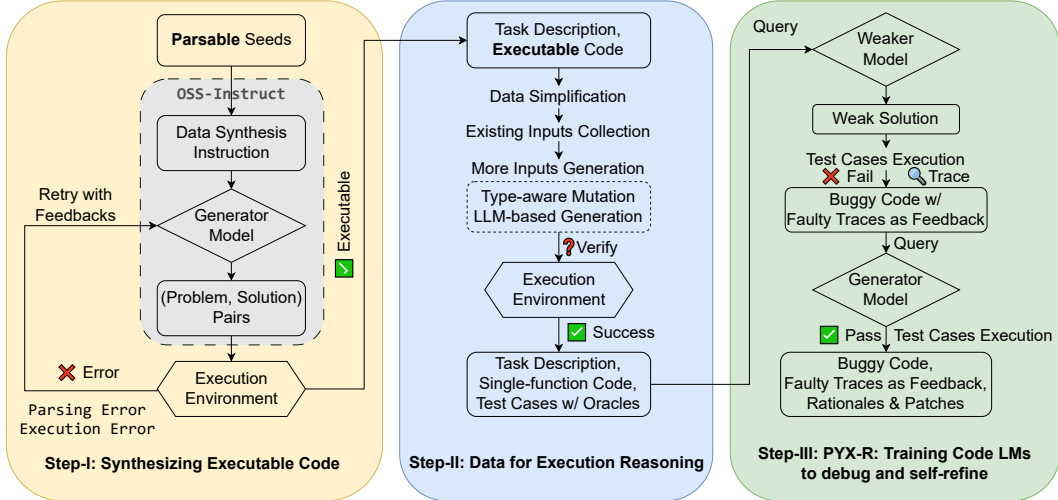 Parsable Seeds
OSS-Instruct
Data Synthesis
Instruction
Retry with
Feedbacks
Generator
Model
Executable
(Problem, Solution)
Pairs
Error
Execution
Environment
Parsing Error
Execution Error
Step-I: Synthesizing Executable Code
Task Description,
Executable Code
Data Simplification
Existing Inputs Collection
More Inputs Generation
Type-aware Mutation
LLM-based Generation
Verify
Execution
Environment
Success
Task Description,
Single-function Code,
Test Cases w/ Oracles
Step-II: Data for Execution Reasoning
Query
Weaker
Model
Weak Solution
Test Cases Execution
Fail
Trace
Buggy Code w/
Faulty Traces as Feedback
Query
Generator
Model
Pass
Test Cases Execution
Buggy Code,
Faulty Traces as Feedback,
Rationales & Patches
Step-III: PYX-R: Training Code LMs
to debug and self-refine